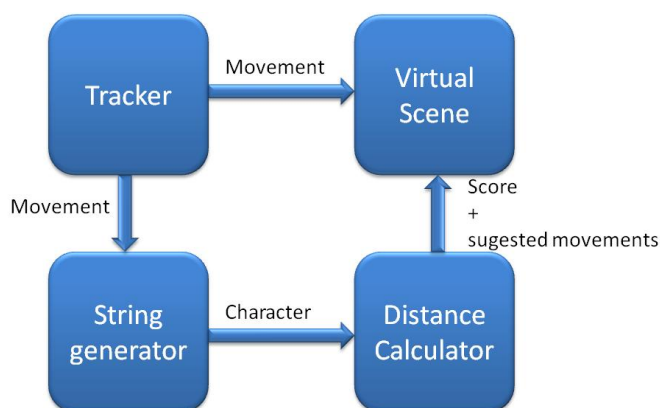 Tracker
Movement
Virtual
Scene
Movement
Score
+
sugested movements
String
generator
Character
Distance
Calculator